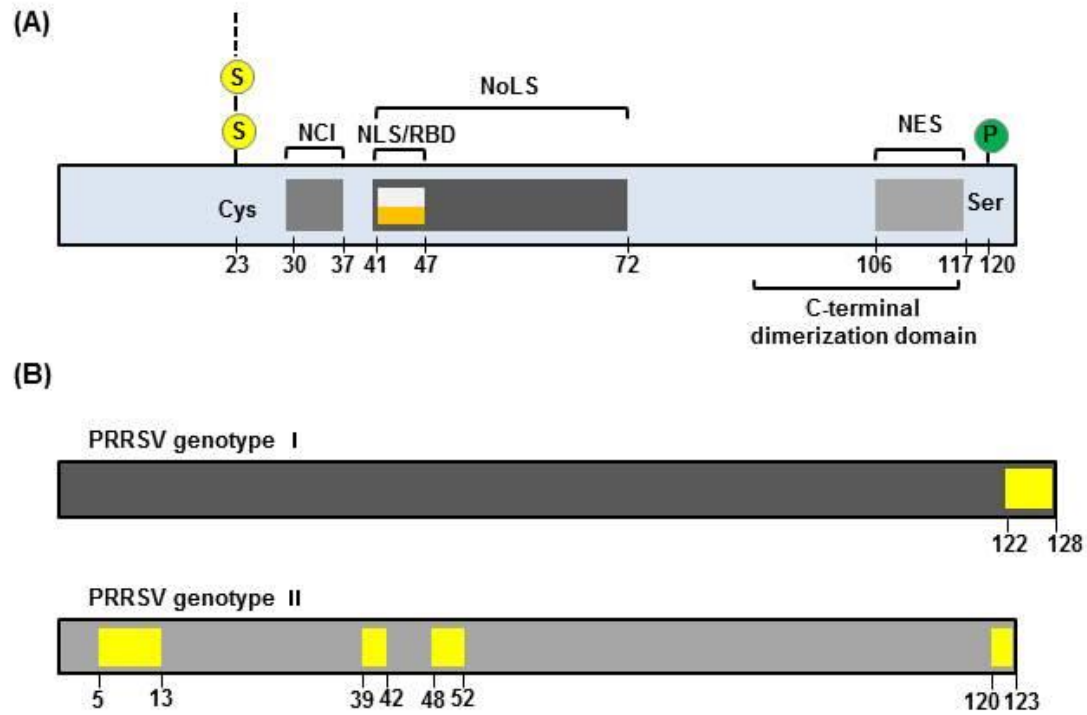 (A)
S
S
NoLS
NCI
NLS/RBD
NES
P
Cys
Ser
23 30 37 41 47 72 106 117 120
C-terminal
dimerization domain
(B)
PRRSV genotype I
122 128
PRRSV genotype II
5 13 39 42 48 52 120 123